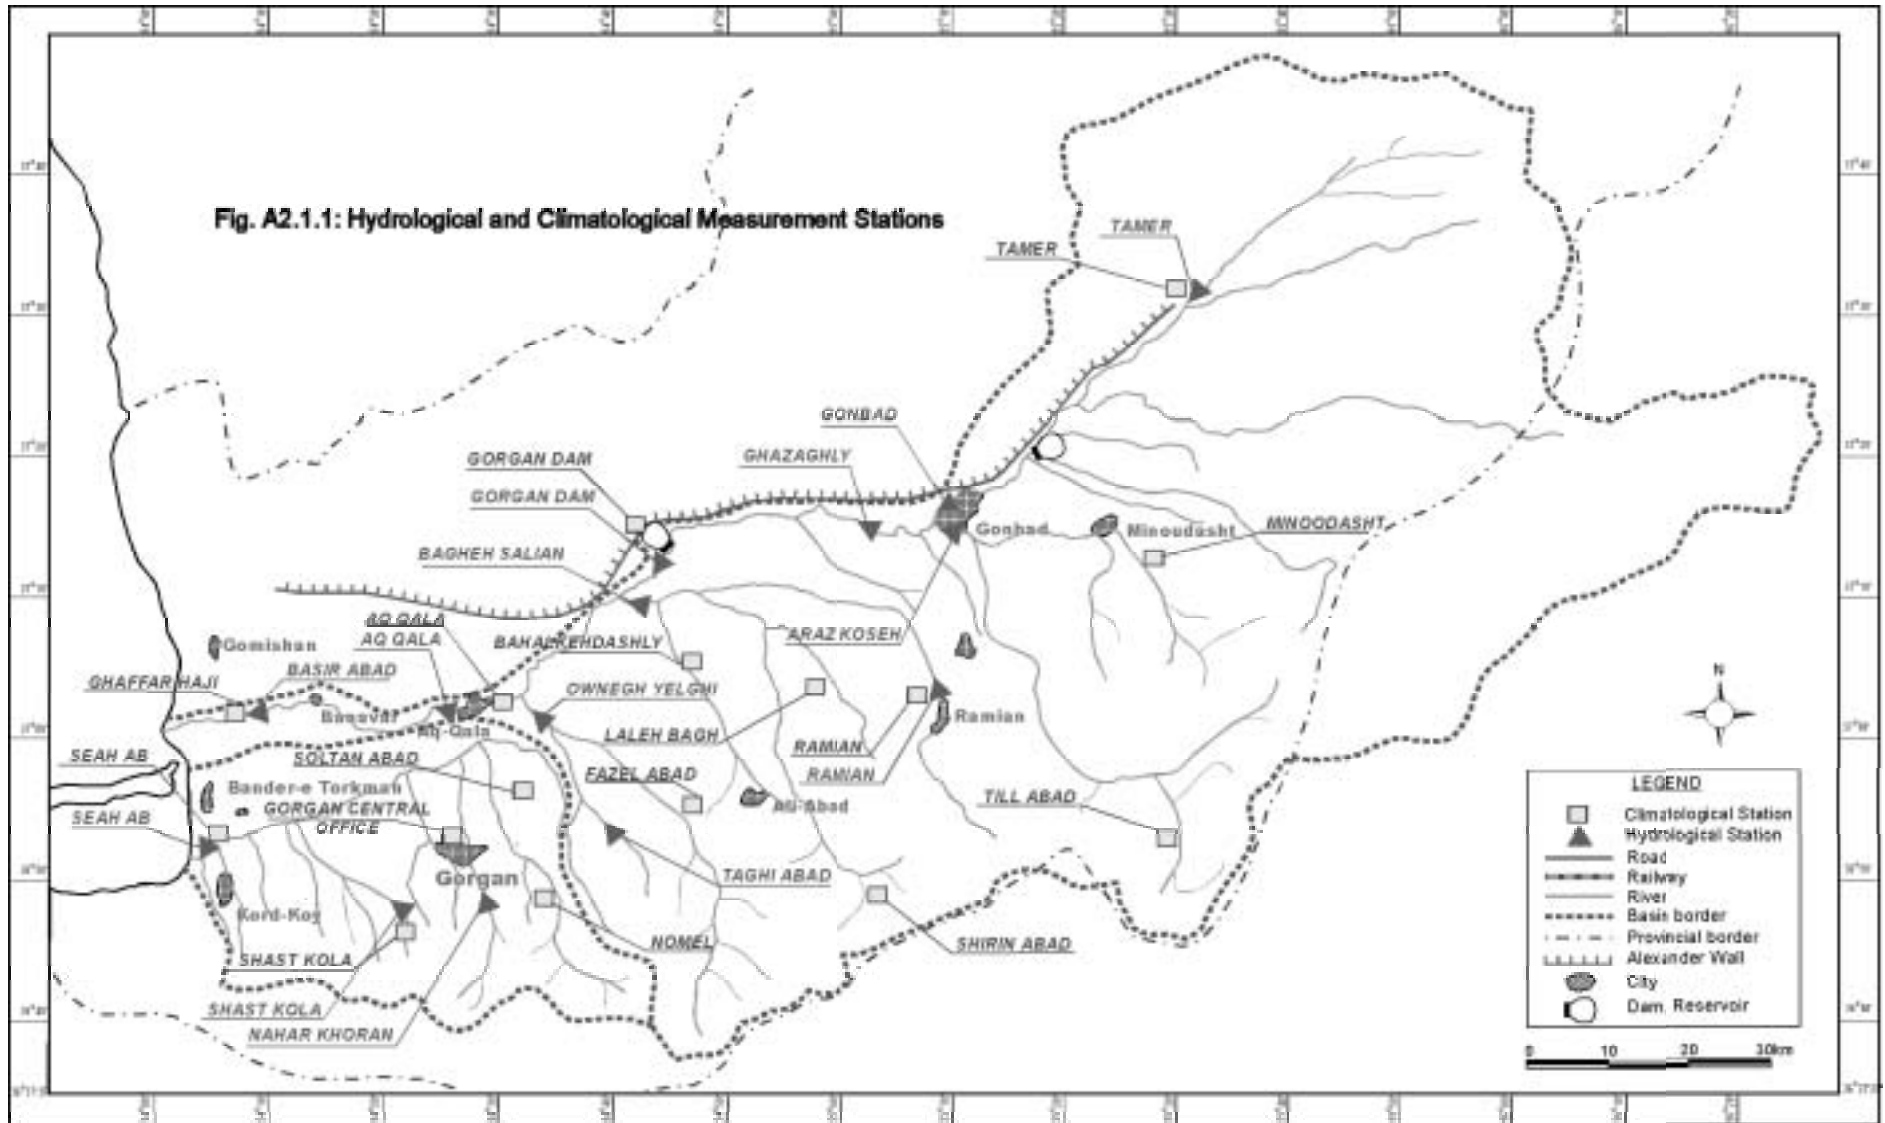 Fig. A2.1.1: Hydrological and Climatological Measurement Stations
TAMER
TAMER
GONBAD
GORGAN DAM
GHAZAGHLY
GORGAN DAM
Gonbad
Minoudasht
MINOODASHT
BAGHEH SALIAN
AQ QALA
AQ QALA
BAHALKEHDASHLY
ARAZ KOSEH
Gomishan
GHAFFAR HAJI
BASIR ABAD
OWNEGH YELGHI
Ramian
Aq-Qala
LALEH BAGH
RAMIAN
SEAH AB
SOLTAN ABAD
FAZEL ABAD
RAMIAN
Bander-e Torkman
TILL ABAD
SEAH AB
GORGAN CENTRAL
OFFICE
Ali-Abad
Gorgan
TAGHI ABAD
Kord-Koy
SHAST KOLA
NOMEL
SHIRIN ABAD
SHAST KOLA
NAHAR KHORAN
N
LEGEND
Climatological Station
Hydrological Station
Road
Railway
River
Basin border
Provincial border
Alexander Wall
City
Dam Reservoir
0 10 20 30km